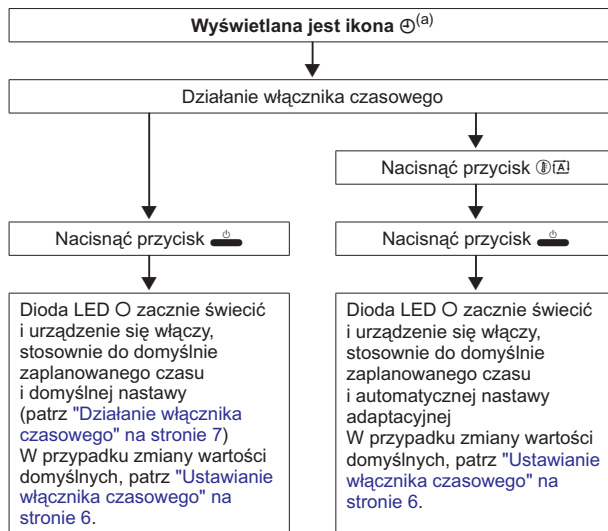 Wyświetlana jest ikona ⏲(a)
Działanie włącznika czasowego
Nacisnąć przycisk Ⓐ
Nacisnąć przycisk
Nacisnąć przycisk
Dioda LED O zacznie świecić
i urządzenie się włączy,
stosownie do domyślnie
zaplanowanego czasu
i domyślnej nastawy
(patrz "Działanie włącznika
czasowego" na stronie 7)
W przypadku zmiany wartości
domyślnych, patrz "Ustawianie
włącznika czasowego" na
stronie 6.
Dioda LED O zacznie świecić
i urządzenie się włączy,
stosownie do domyślnie
zaplanowanego czasu
i automatycznej nastawy
adaptacyjnej
W przypadku zmiany wartości
domyślnych, patrz "Ustawianie
włącznika czasowego" na
stronie 6.